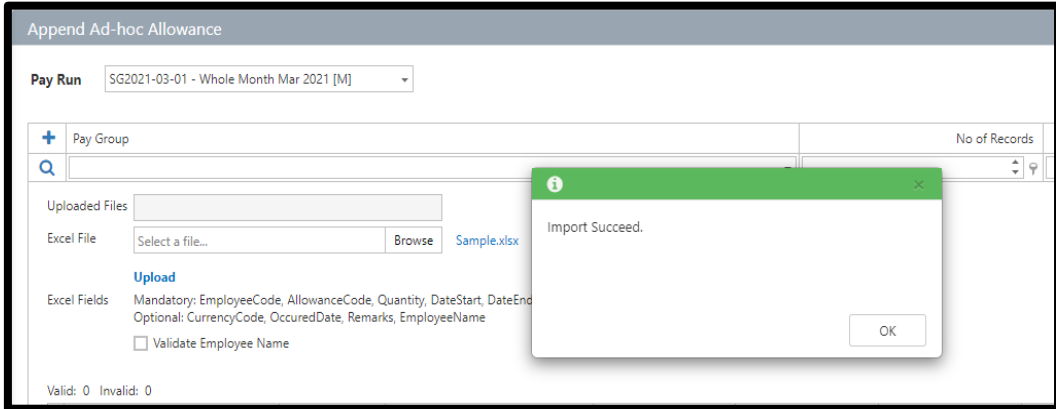 Append Ad-hoc Allowance
Pay Run SG2021-03-01 - Whole Month Mar 2021 [M]
Pay Group No of Records
Uploaded Files
Excel File Select a file... Browse Sample.xlsx
Import Succeed.
Upload
Excel Fields Mandatory: EmployeeCode, AllowanceCode, Quantity, DateStart, DateEnd
Optional: CurrencyCode, OccuredDate, Remarks, EmployeeName
OK
Validate Employee Name
Valid: 0 Invalid: 0